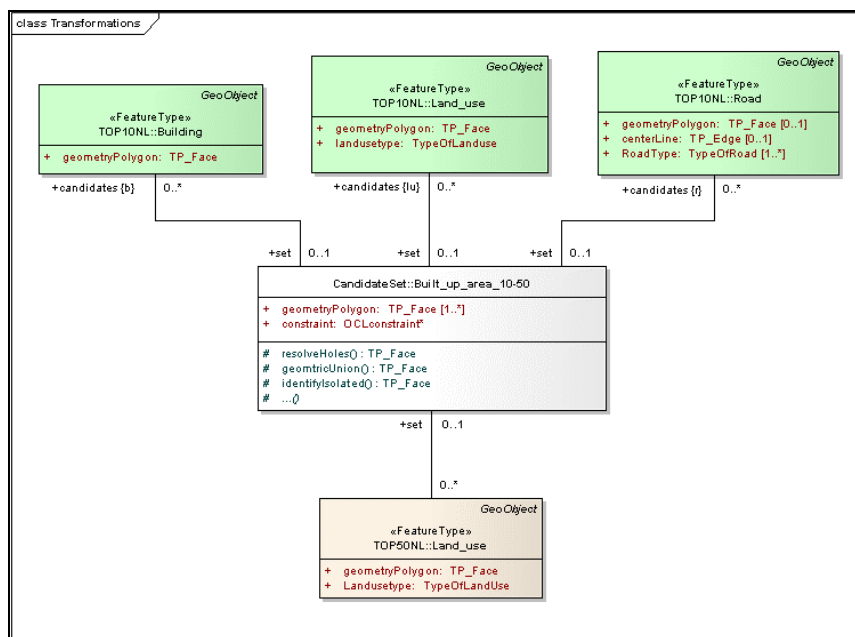 class Transformations
GeoObject
«FeatureType»
TOP10NL::Building
+ geometryPolygon: TP_Face
GeoObject
«FeatureType»
TOP10NL::Land_use
+ geometryPolygon: TP_Face
+ landusetype: TypeOfLanduse
GeoObject
«FeatureType»
TOP10NL::Road
+ geometryPolygon: TP_Face [0..1]
+ centerLine: TP_Edge [0..1]
+ RoadType: TypeOfRoad [1..*]
+candidates {b} 0..*
+candidates {lu} 0..*
+candidates {r} 0..*
+set 0..1
+set 0..1
+set 0..1
CandidateSet::Built_up_area_10-50
+ geometryPolygon: TP_Face [1..*]
+ constraint: OCLconstraint*
# resolveHoles() : TP_Face
# geomtricUnion() : TP_Face
# identifyIsolated() : TP_Face
# ...()
+set 0..1
0..*
GeoObject
«FeatureType»
TOP50NL::Land_use
+ geometryPolygon: TP_Face
+ Landusetype: TypeOfLandUse